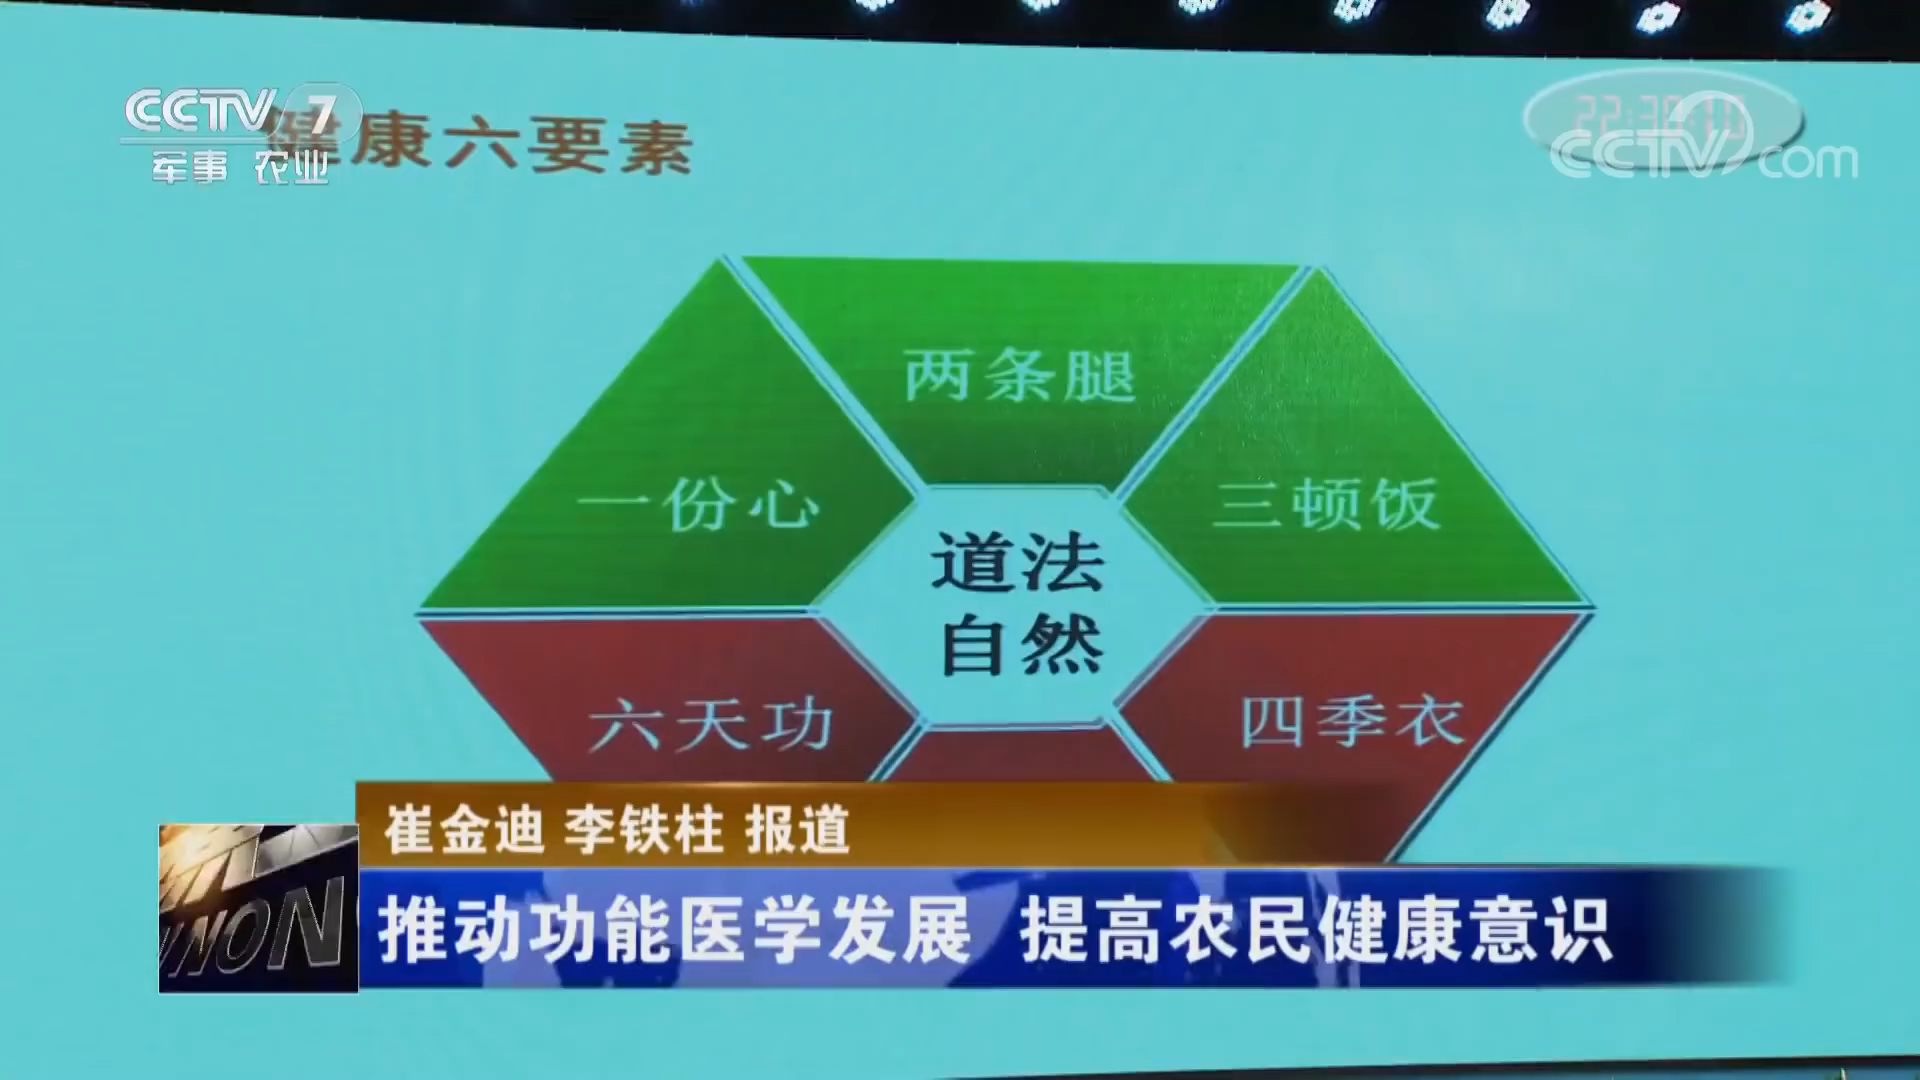 CCTV 7
军事 农业
健康六要素
CCTV.com
两条腿
一份心
三顿饭
道法
自然
六天功
四季衣
崔金迪 李铁柱 报道
NON
推动功能医学发展 提高农民健康意识